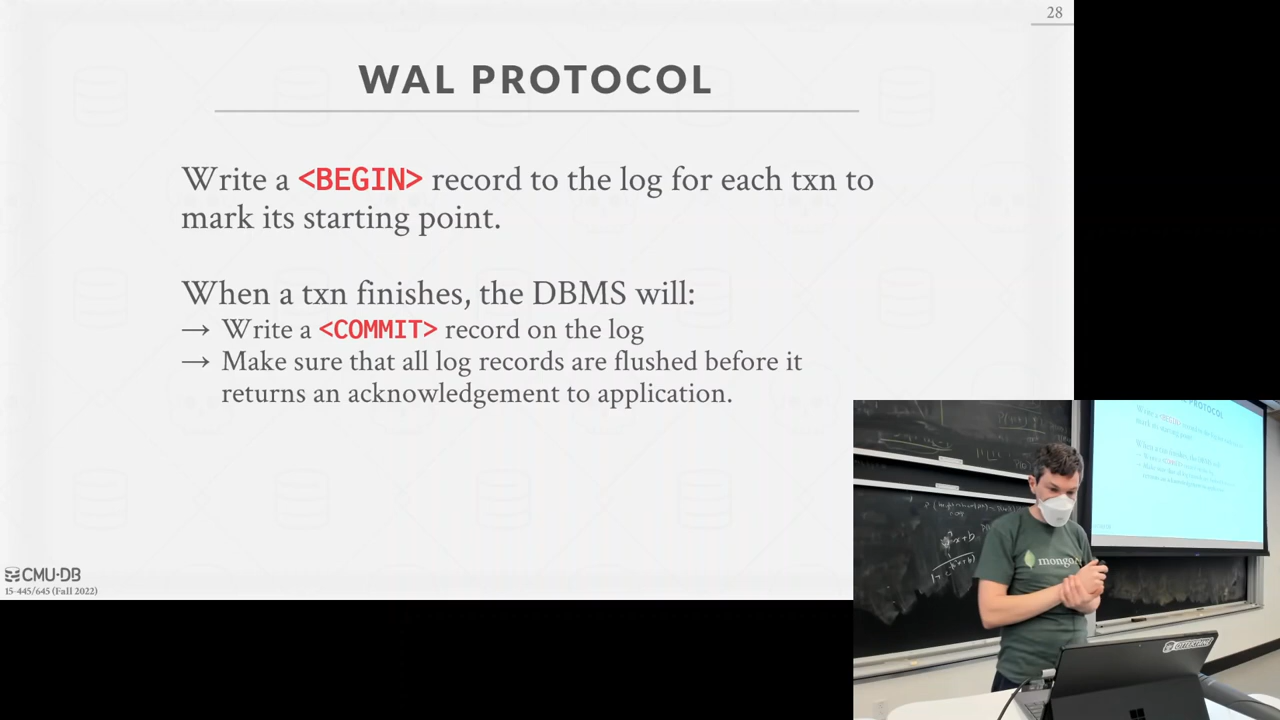 28
WAL PROTOCOL
Write a <BEGIN> record to the log for each txn to
mark its starting point.
When a txn finishes, the DBMS will:
→ Write a <COMMIT> record on the log
→ Make sure that all log records are flushed before it
returns an acknowledgement to application.
CMU·DB
15-445/645 (Fall 2022)
mongo